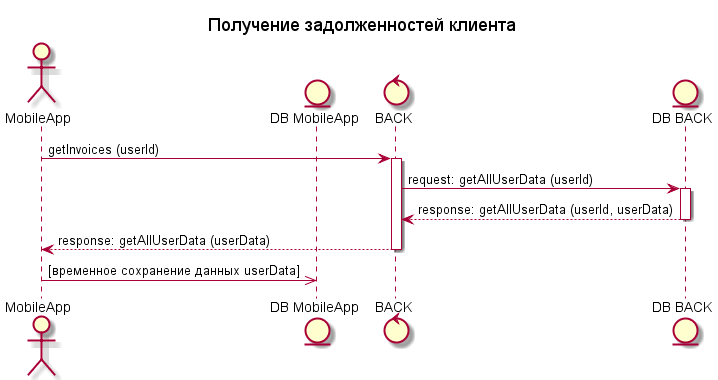 Получение задолженностей клиента
MobileApp
DB MobileApp
BACK
DB BACK
getInvoices (userId)
request: getAllUserData (userId)
response: getAllUserData (userId, userData)
response: getAllUserData (userData)
[временное сохранение данных userData]
MobileApp
DB MobileApp
BACK
DB BACK